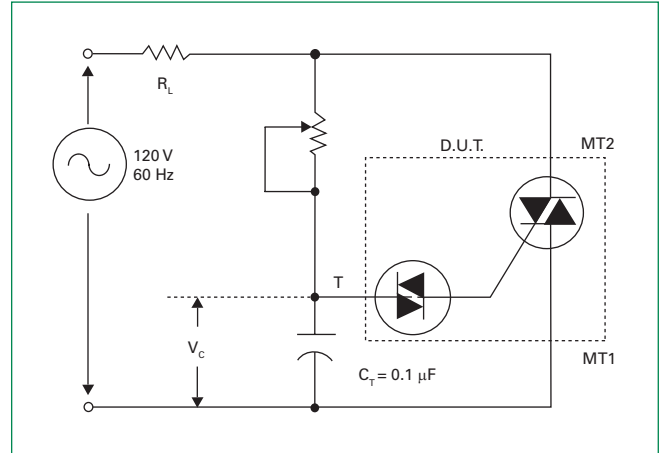 R_L
120 V
60 Hz
D.U.T.
MT2
T
V_C
MT1
C_T = 0.1 μF